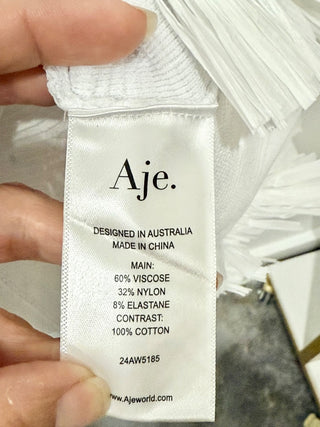 Aje.
DESIGNED IN AUSTRALIA
MADE IN CHINA
MAIN:
60% VISCOSE
32% NYLON
8% ELASTANE
CONTRAST:
100% COTTON
24AW5185
www.Ajeworld.com